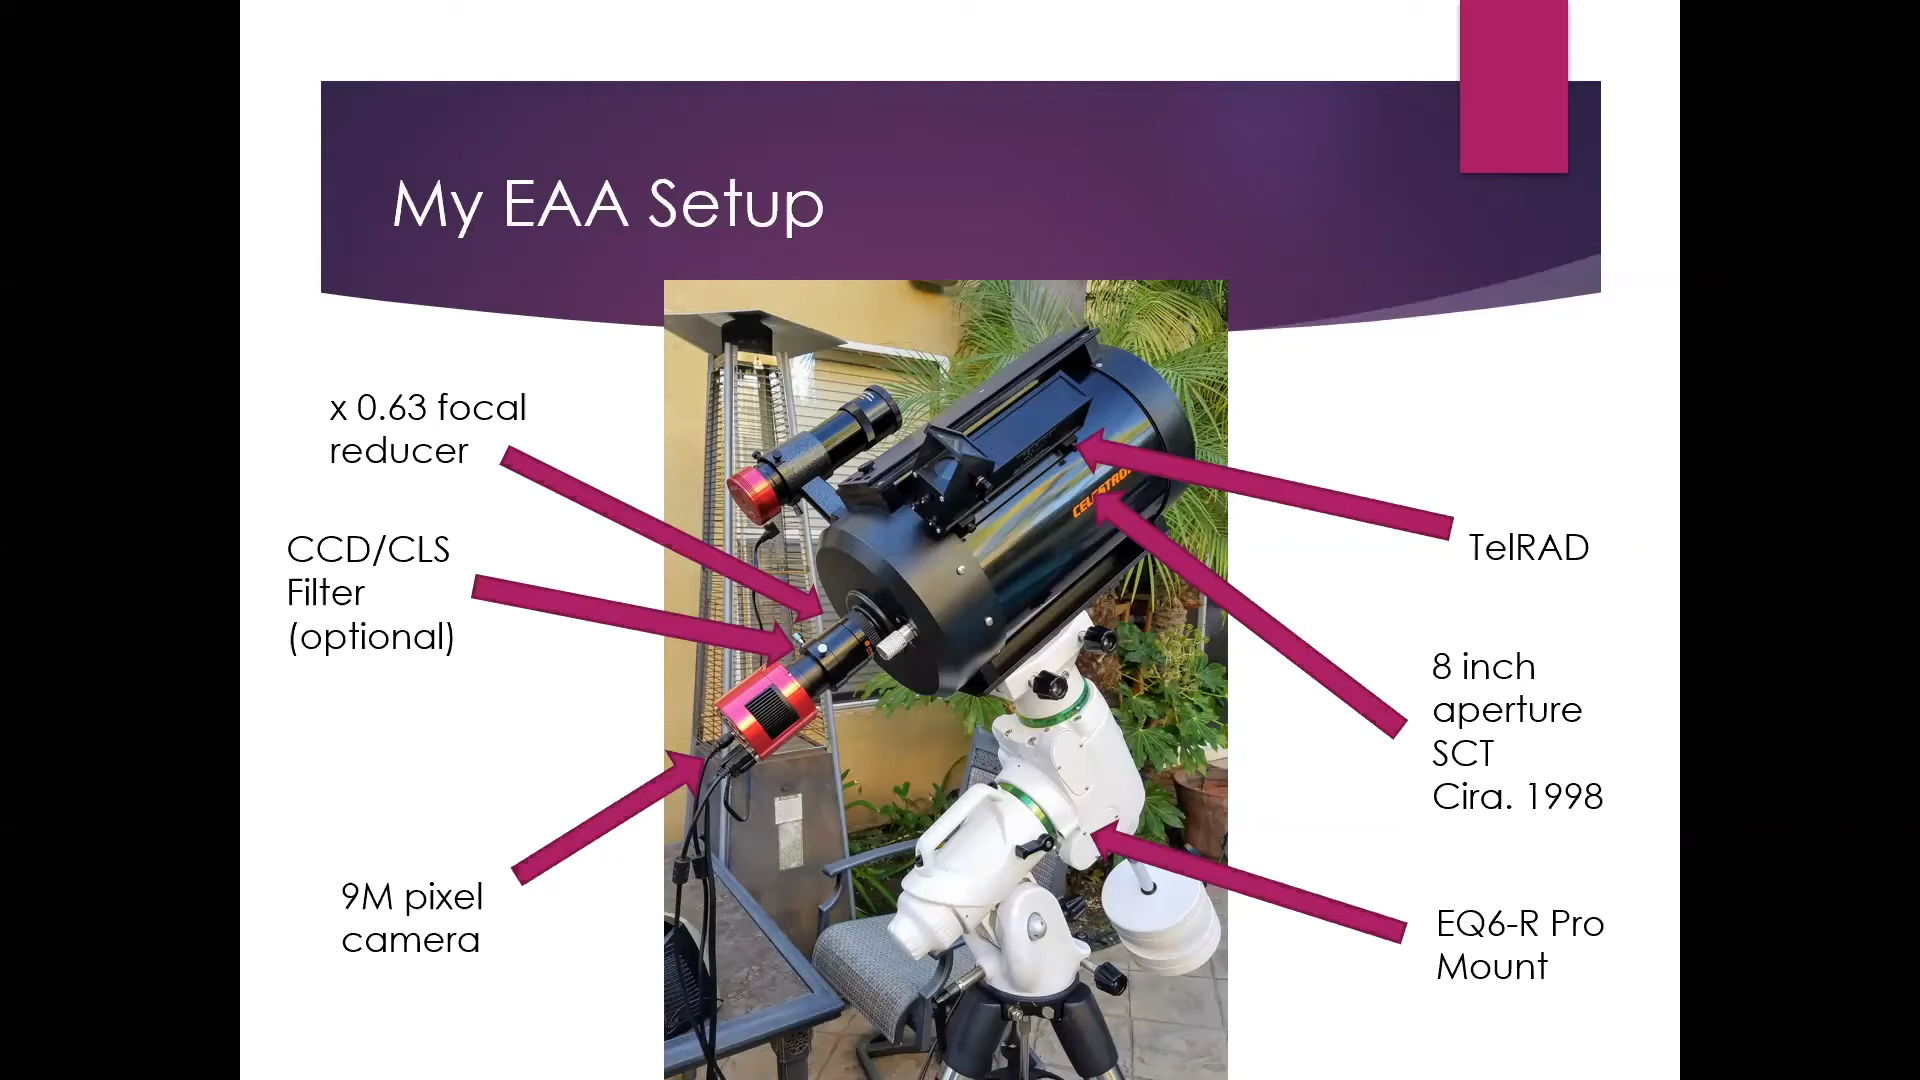 My EAA Setup
x 0.63 focal
reducer
CCD/CLS
Filter
(optional)
9M pixel
camera
CELESTRON
TelRAD
8 inch
aperture
SCT
Cira. 1998
EQ6-R Pro
Mount